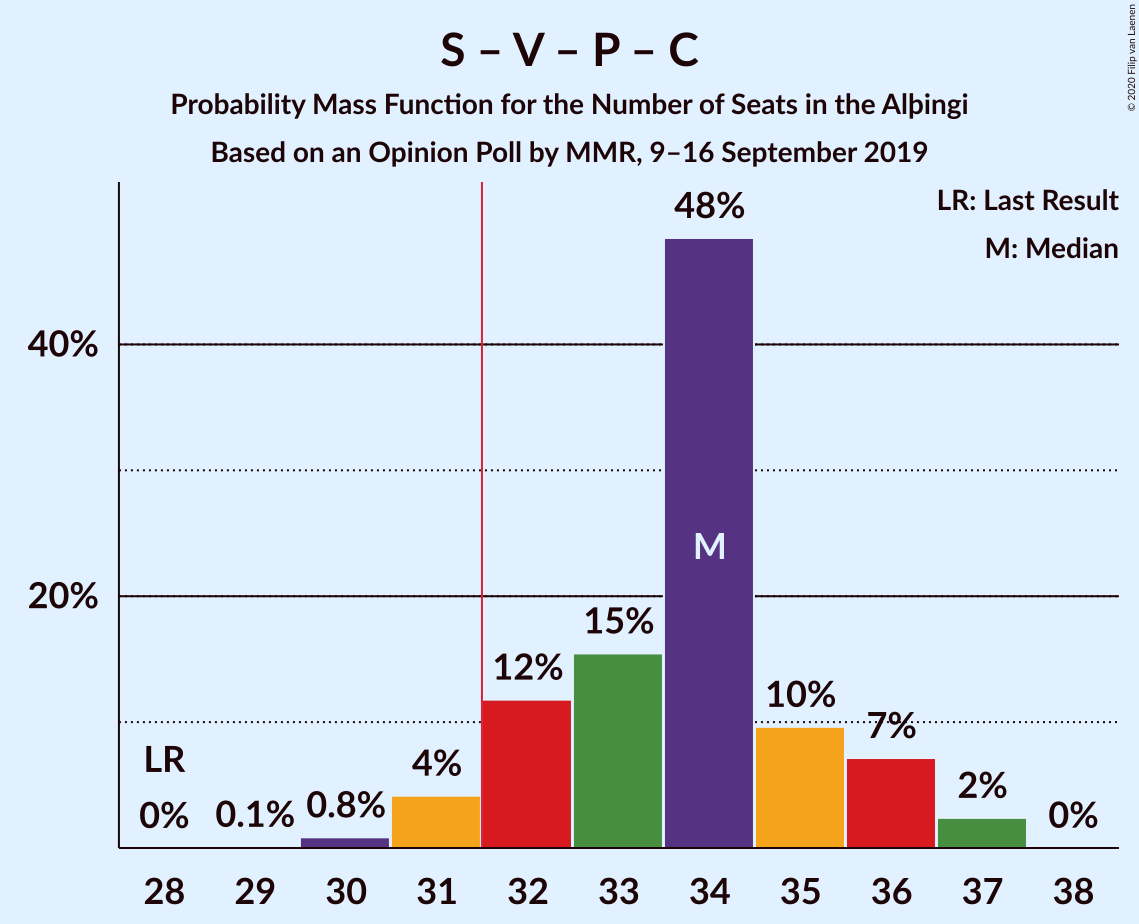 S – V – P – C
Probability Mass Function for the Number of Seats in the Alþingi
Based on an Opinion Poll by MMR, 9–16 September 2019
© 2020 Filip van Laenen
LR: Last Result
M: Median
48%
40%
M
20%
15%
12%
10%
7%
4%
2%
LR
0%
0.1%
0.8%
0%
28 29 30 31 32 33 34 35 36 37 38